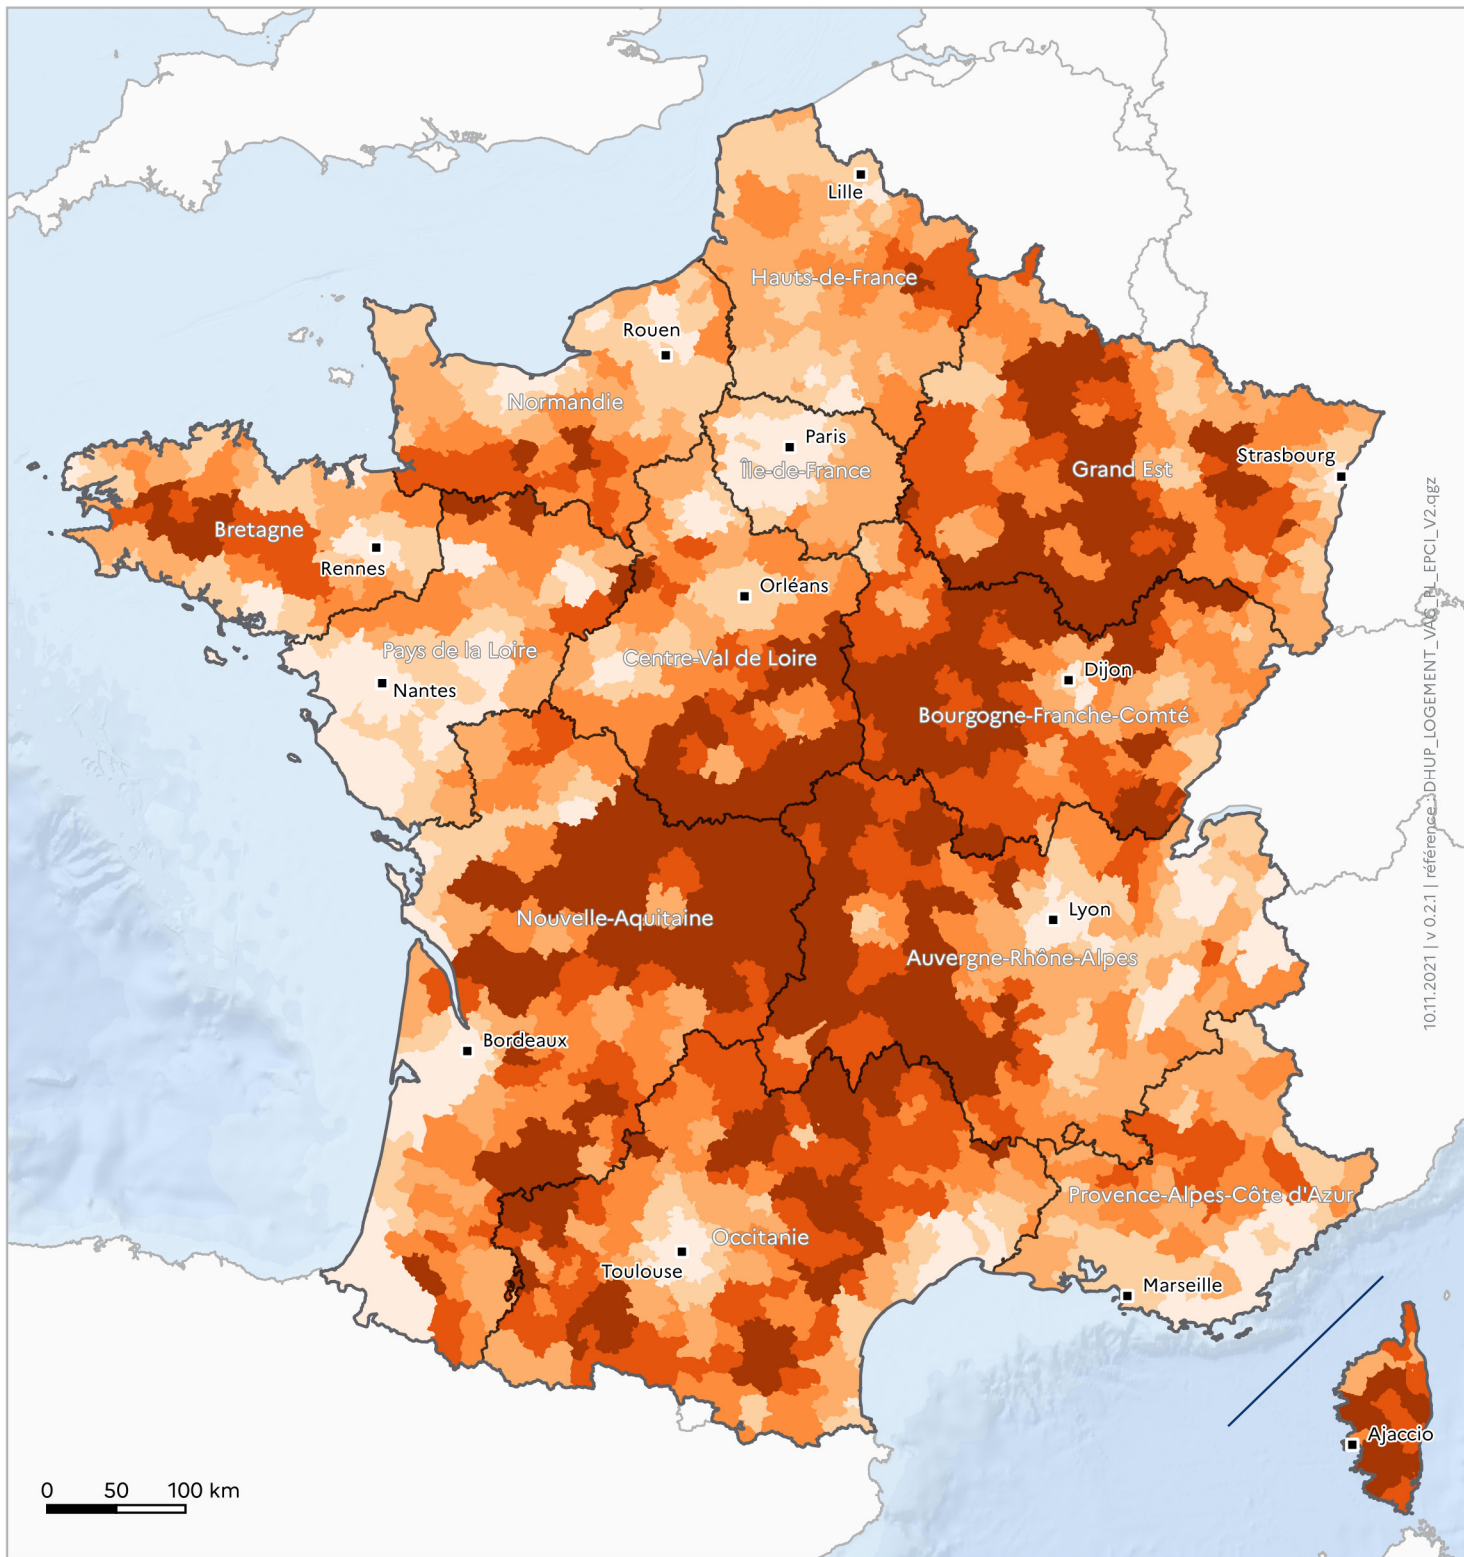 Lille
Hauts-de-France
Rouen
Normandie
Paris
Île-de-France
Grand Est
Strasbourg
Bretagne
Rennes
Orléans
Pays de la Loire
Centre-Val de Loire
Nantes
Dijon
Bourgogne-Franche-Comté
Nouvelle-Aquitaine
Lyon
Auvergne-Rhône-Alpes
Bordeaux
Provence-Alpes-Côte d'Azur
Occitanie
Toulouse
Marseille
Ajaccio
0 50 100 km
10.11.2021 | v 0.2.1 | référence : DHUP_LOGEMENT_VAC_PL_EPCI_V2.qgz